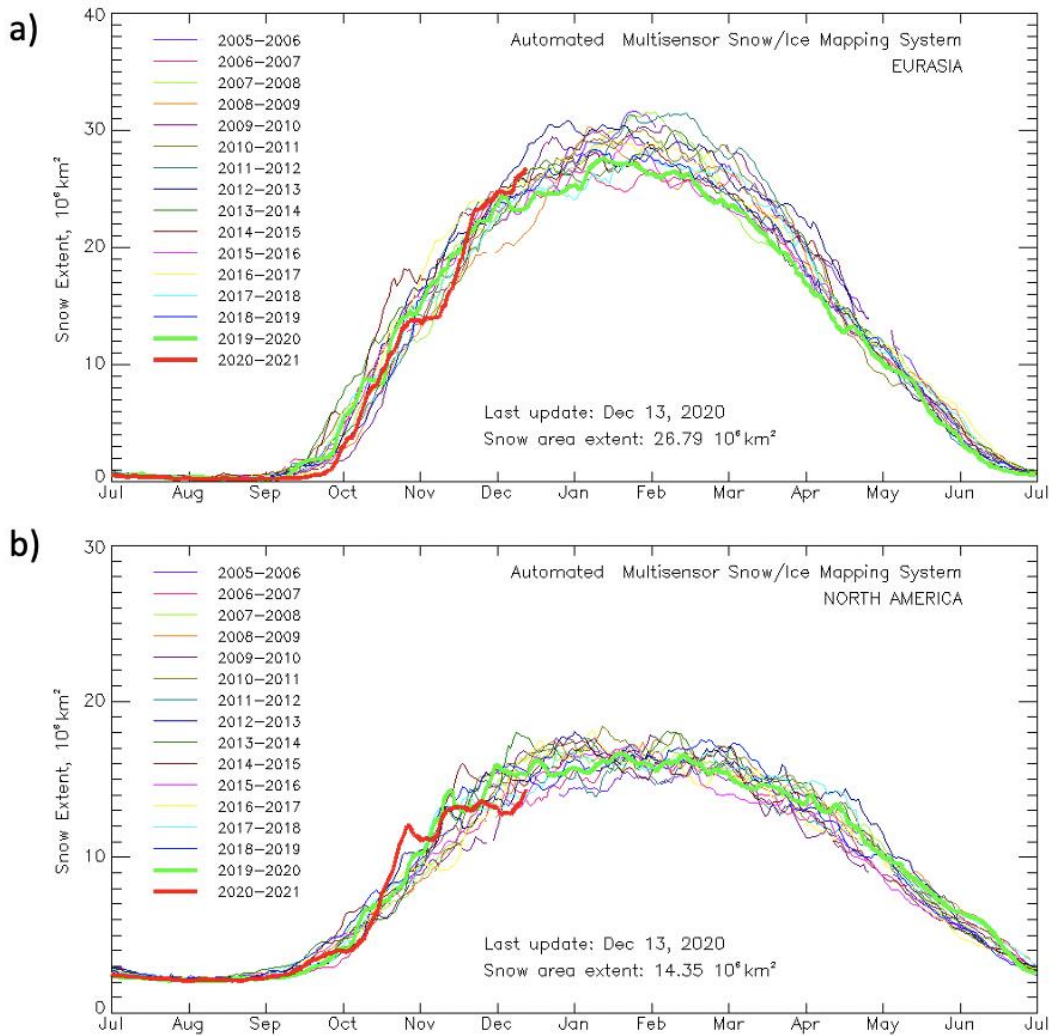 a)
40
30
20
10
0
Snow Extent, 10⁶km²
2005-2006
2006-2007
2007-2008
2008-2009
2009-2010
2010-2011
2011-2012
2012-2013
2013-2014
2014-2015
2015-2016
2016-2017
2017-2018
2018-2019
2019-2020
2020-2021
Automated Multisensor Snow/Ice Mapping System
EURASIA
Last update: Dec 13, 2020
Snow area extent: 26.79 10⁶km²
Jul Aug Sep Oct Nov Dec Jan Feb Mar Apr May Jun Jul
b)
30
20
10
0
Snow Extent, 10⁶km²
2005-2006
2006-2007
2007-2008
2008-2009
2009-2010
2010-2011
2011-2012
2012-2013
2013-2014
2014-2015
2015-2016
2016-2017
2017-2018
2018-2019
2019-2020
2020-2021
Automated Multisensor Snow/Ice Mapping System
NORTH AMERICA
Last update: Dec 13, 2020
Snow area extent: 14.35 10⁶km²
Jul Aug Sep Oct Nov Dec Jan Feb Mar Apr May Jun Jul